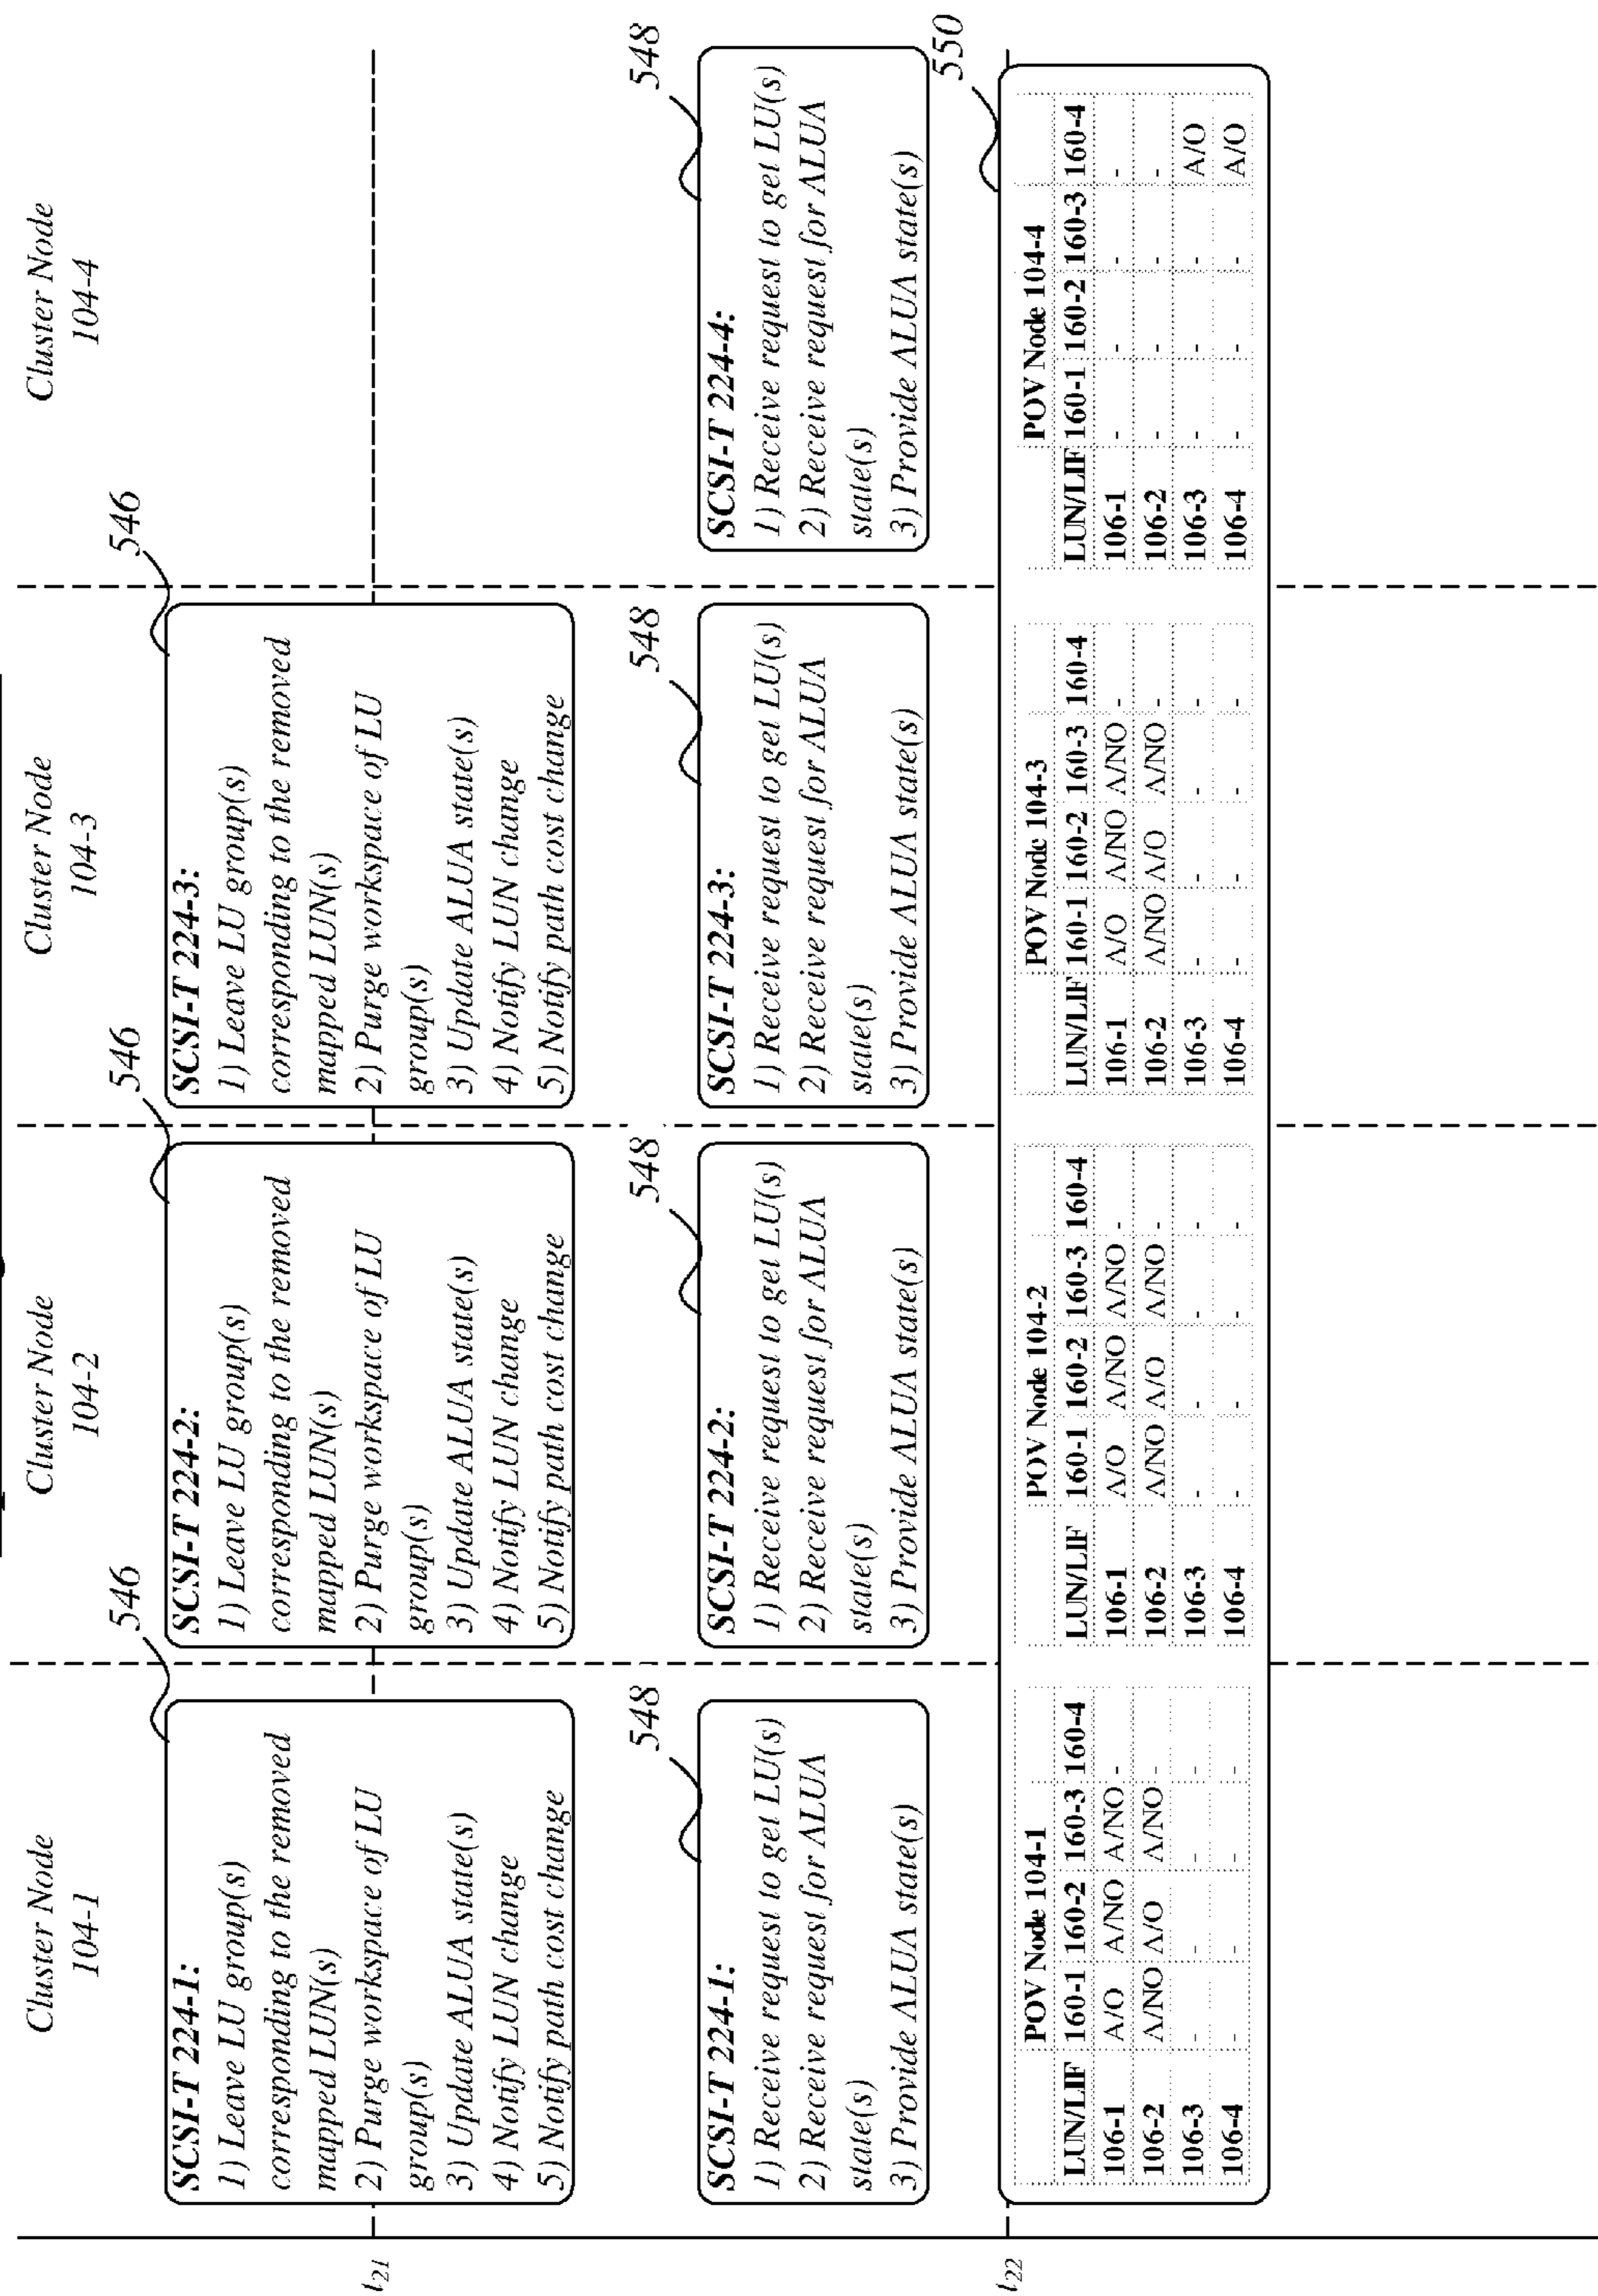 Cluster Node
104-1
Cluster Node
104-2
Cluster Node
104-3
Cluster Node
104-4
546
546
546
t21
SCSI-T 224-1:
1) Leave LU group(s)
corresponding to the removed
mapped LUN(s)
2) Purge workspace of LU
group(s)
3) Update ALUA state(s)
4) Notify LUN change
5) Notify path cost change
SCSI-T 224-2:
1) Leave LU group(s)
corresponding to the removed
mapped LUN(s)
2) Purge workspace of LU
group(s)
3) Update ALUA state(s)
4) Notify LUN change
5) Notify path cost change
SCSI-T 224-3:
1) Leave LU group(s)
corresponding to the removed
mapped LUN(s)
2) Purge workspace of LU
group(s)
3) Update ALUA state(s)
4) Notify LUN change
5) Notify path cost change
548
548
548
548
SCSI-T 224-1:
1) Receive request to get LU(s)
2) Receive request for ALUA
state(s)
3) Provide ALUA state(s)
SCSI-T 224-2:
1) Receive request to get LU(s)
2) Receive request for ALUA
state(s)
3) Provide ALUA state(s)
SCSI-T 224-3:
1) Receive request to get LU(s)
2) Receive request for ALUA
state(s)
3) Provide ALUA state(s)
SCSI-T 224-4:
1) Receive request to get LU(s)
2) Receive request for ALUA
state(s)
3) Provide ALUA state(s)
550
t22
POV Node 104-1
LUN/LIF 160-1 160-2 160-3 160-4
106-1 A/O A/NO A/NO -
106-2 A/NO A/O A/NO -
106-3 - - - -
106-4 - - - -
POV Node 104-2
LUN/LIF 160-1 160-2 160-3 160-4
106-1 A/O A/NO A/NO -
106-2 A/NO A/O A/NO -
106-3 - - - -
106-4 - - - -
POV Node 104-3
LUN/LIF 160-1 160-2 160-3 160-4
106-1 A/O A/NO A/NO -
106-2 A/NO A/O A/NO -
106-3 - - - -
106-4 - - - -
POV Node 104-4
LUN/LIF 160-1 160-2 160-3 160-4
106-1 - - - -
106-2 - - - -
106-3 - - - A/O
106-4 - - - A/O